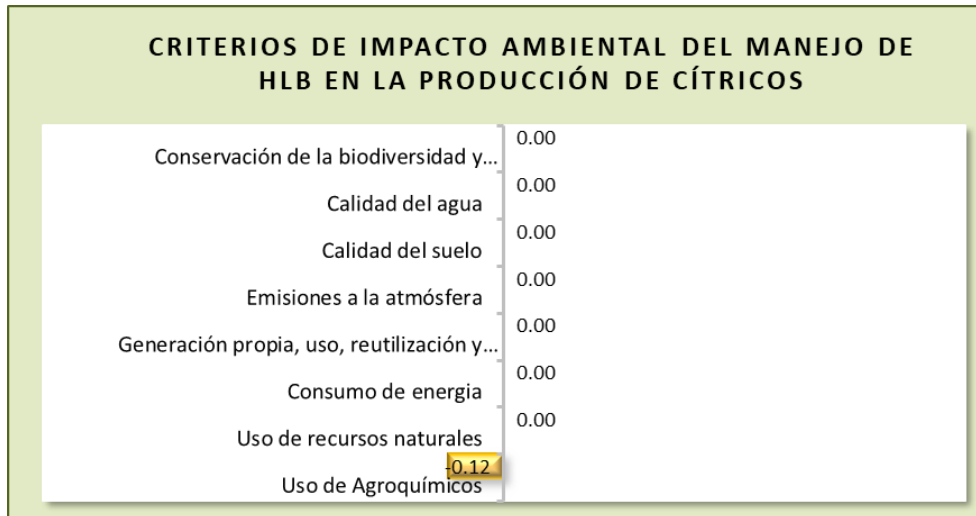 CRITERIOS DE IMPACTO AMBIENTAL DEL MANEJO DE
HLB EN LA PRODUCCIÓN DE CÍTRICOS
0.00
Conservación de la biodiversidad y...
0.00
Calidad del agua
0.00
Calidad del suelo
0.00
Emisiones a la atmósfera
0.00
Generación propia, uso, reutilización y...
0.00
Consumo de energia
0.00
Uso de recursos naturales
-0.12
Uso de Agroquímicos